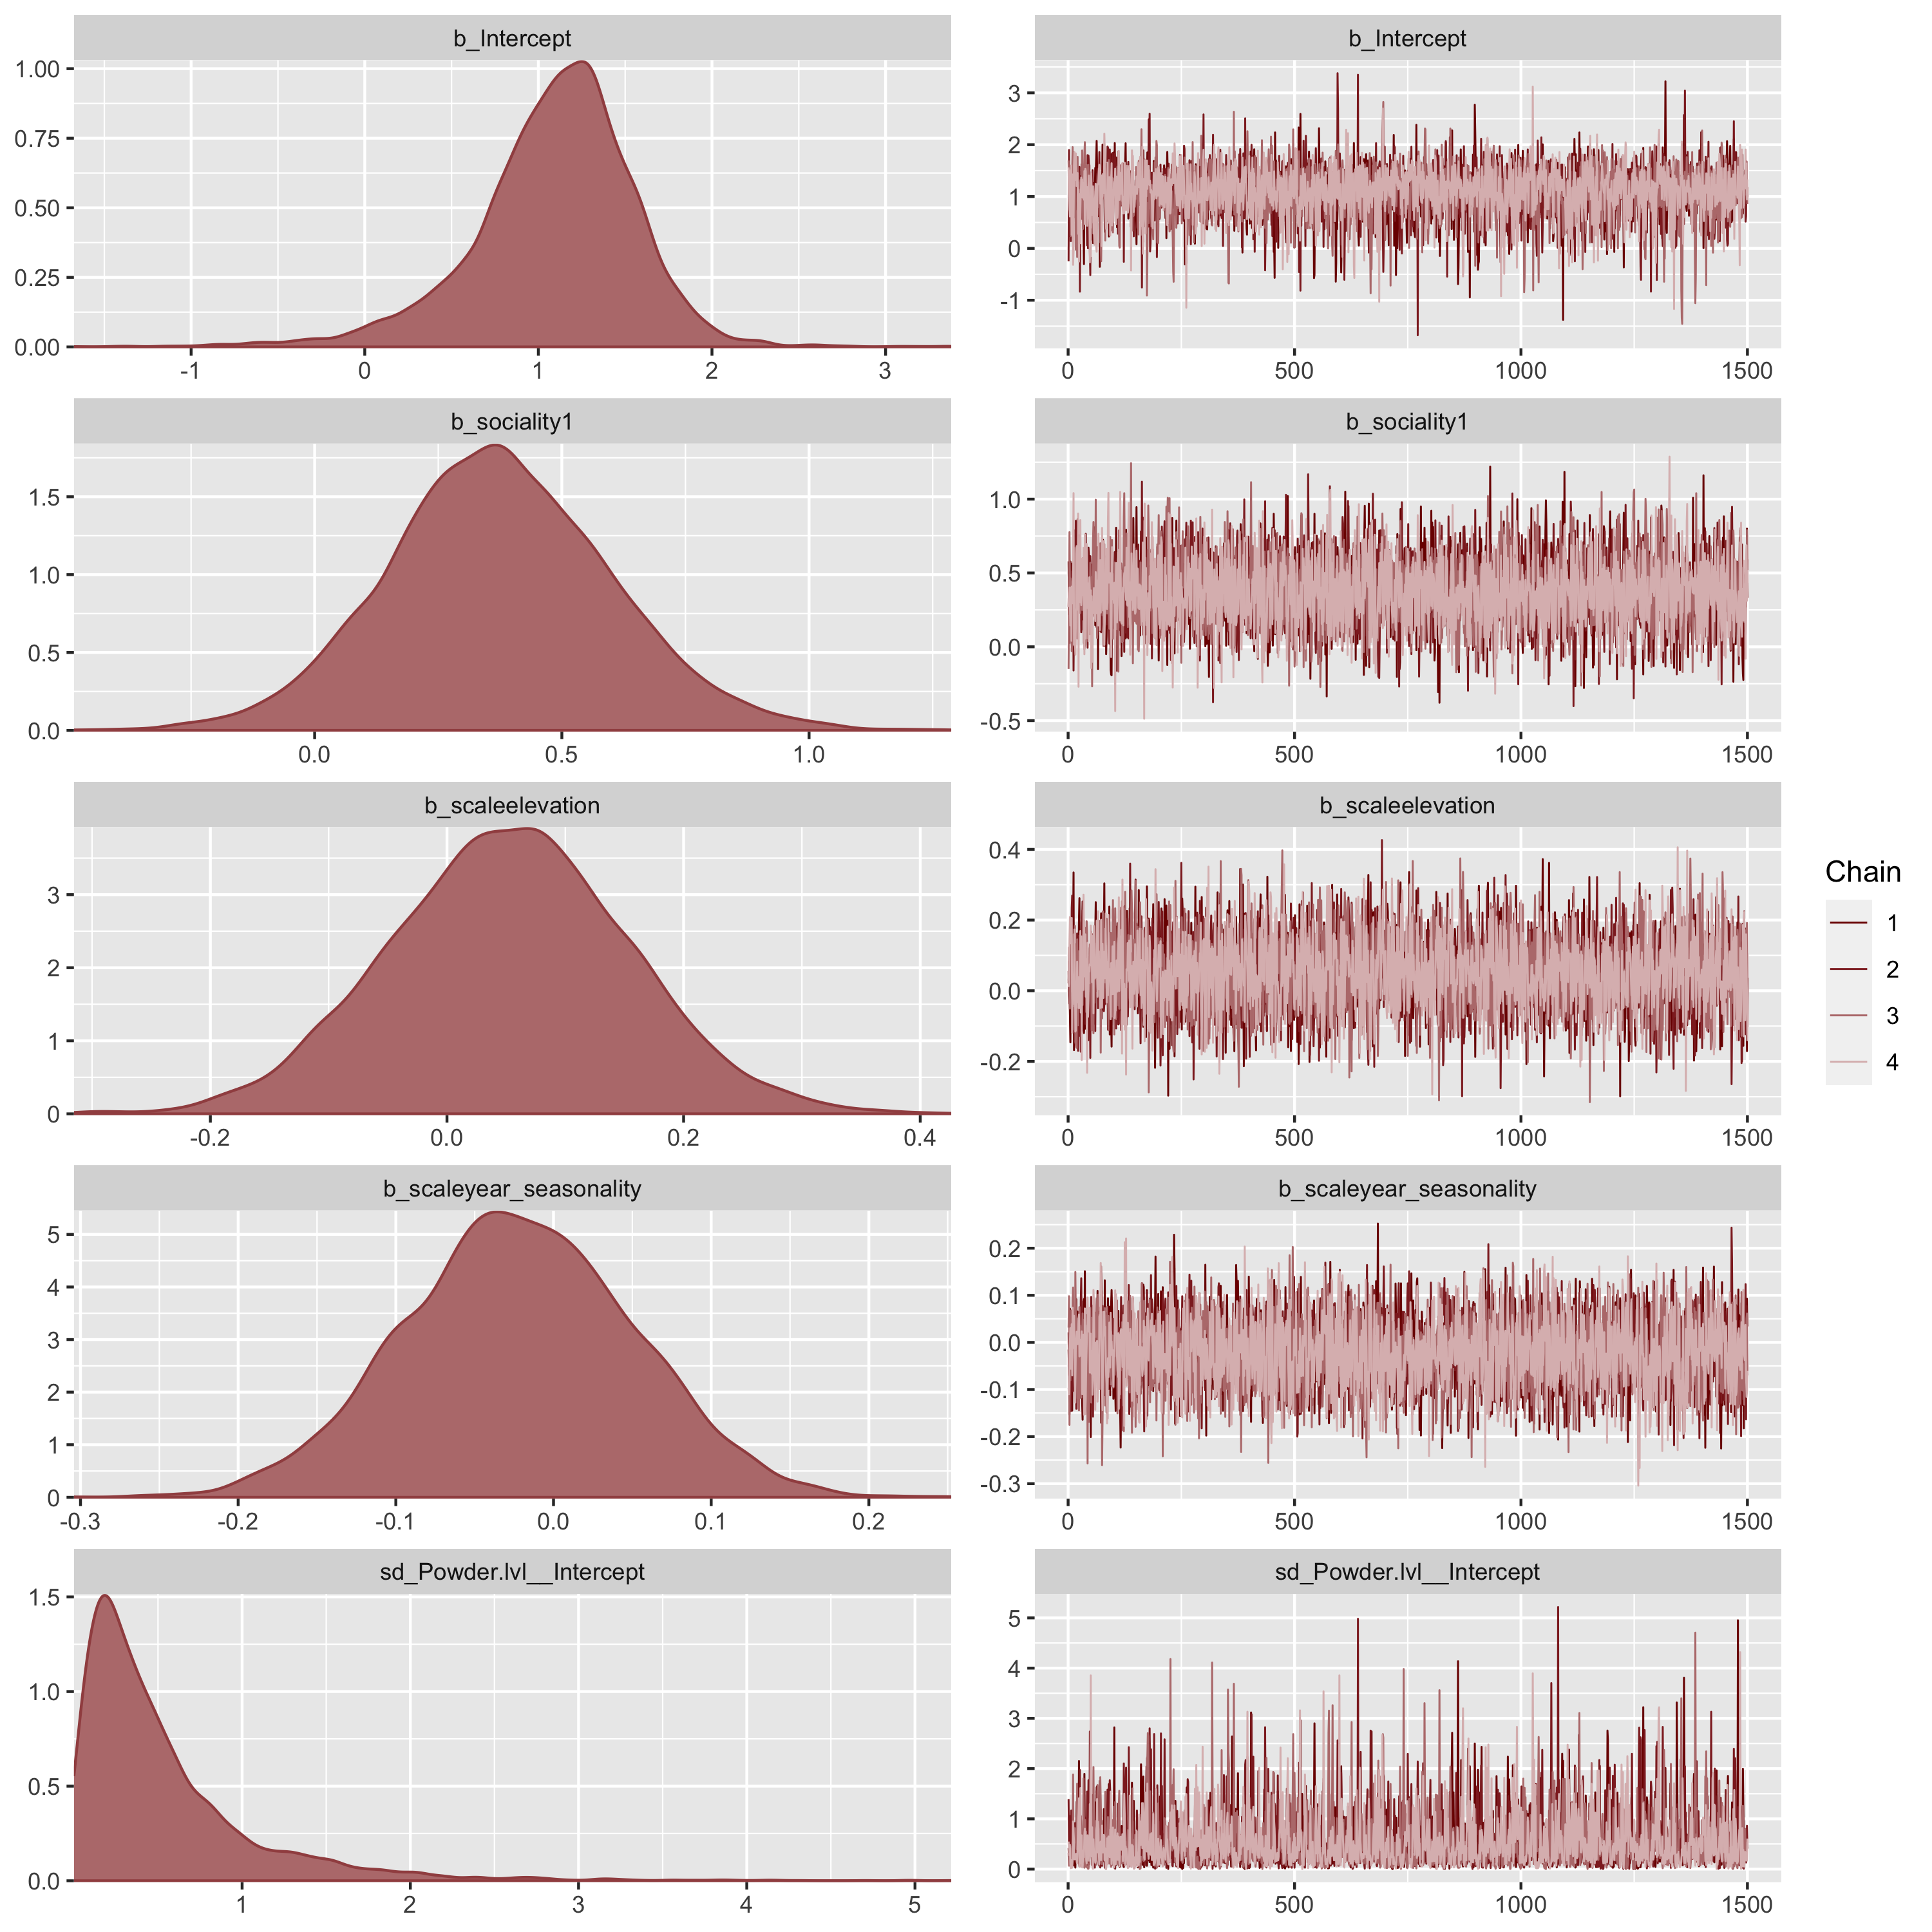 b_Intercept
1.00
0.75
0.50
0.25
0.00
-1 0 1 2 3
b_Intercept
3
2
1
0
-1
0 500 1000 1500
b_sociality1
1.5
1.0
0.5
0.0
0.0 0.5 1.0
b_sociality1
1.0
0.5
0.0
-0.5
0 500 1000 1500
b_scaleelevation
3
2
1
0
-0.2 0.0 0.2 0.4
b_scaleelevation
0.4
0.2
0.0
-0.2
0 500 1000 1500
b_scaleyear_seasonality
5
4
3
2
1
0
-0.3 -0.2 -0.1 0.0 0.1 0.2
b_scaleyear_seasonality
0.2
0.1
0.0
-0.1
-0.2
-0.3
0 500 1000 1500
sd_Powder.lvl__Intercept
1.5
1.0
0.5
0.0
1 2 3 4 5
sd_Powder.lvl__Intercept
5
4
3
2
1
0
0 500 1000 1500
Chain
1
2
3
4